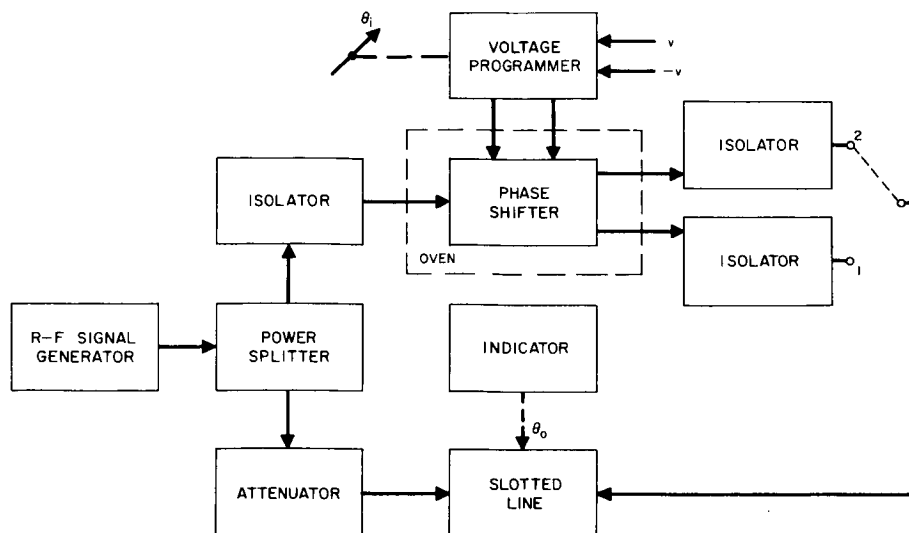 θi
VOLTAGE
PROGRAMMER
v
-v
ISOLATOR
2
ISOLATOR
PHASE
SHIFTER
OVEN
ISOLATOR
1
R-F SIGNAL
GENERATOR
POWER
SPLITTER
INDICATOR
θo
ATTENUATOR
SLOTTED
LINE